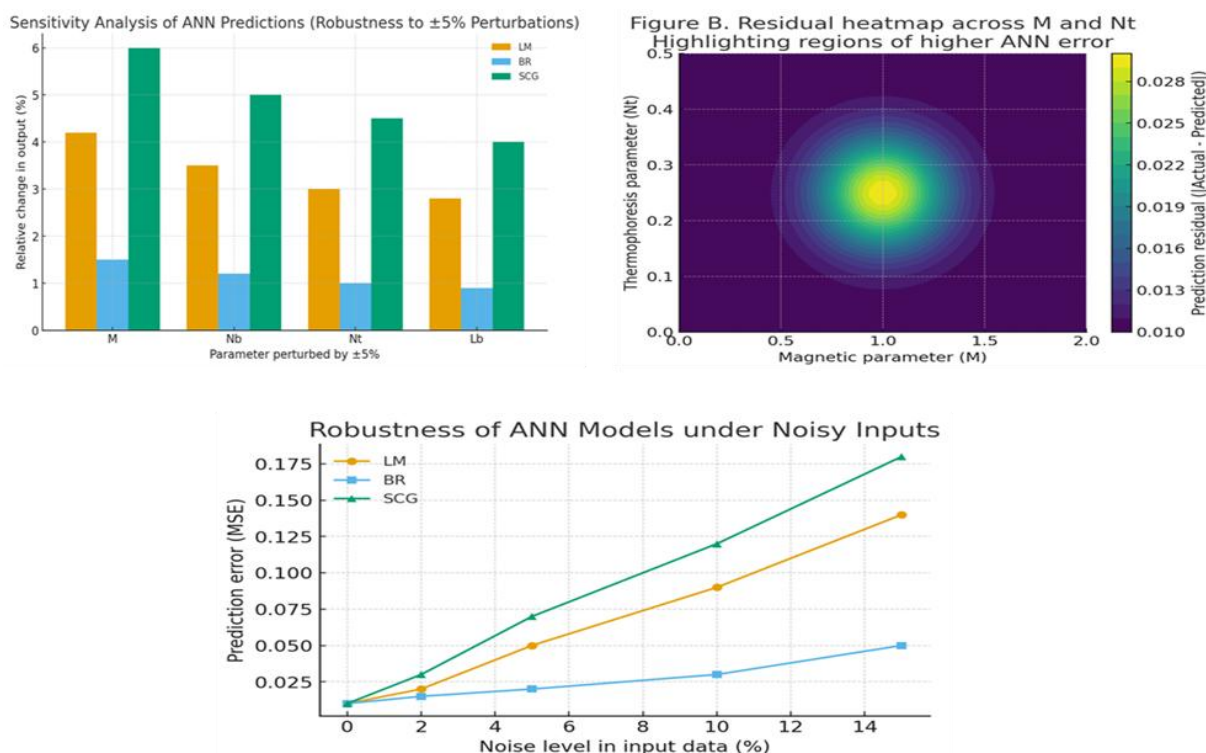 Sensitivity Analysis of ANN Predictions (Robustness to ±5% Perturbations)
6
5
4
3
2
1
0
Relative change in output (%)
LM
BR
SCG
M Nb Nt Lb
Parameter perturbed by ±5%
Figure B. Residual heatmap across M and Nt
Highlighting regions of higher ANN error
0.5
0.4
0.3
0.2
0.1
0.0
Thermophoresis parameter (Nt)
0.0 0.5 1.0 1.5 2.0
Magnetic parameter (M)
0.028
0.025
0.022
0.019
0.016
0.013
0.010
Prediction residual (|Actual - Predicted|)
Robustness of ANN Models under Noisy Inputs
LM
BR
SCG
0.175
0.150
0.125
0.100
0.075
0.050
0.025
Prediction error (MSE)
0 2 4 6 8 10 12 14
Noise level in input data (%)